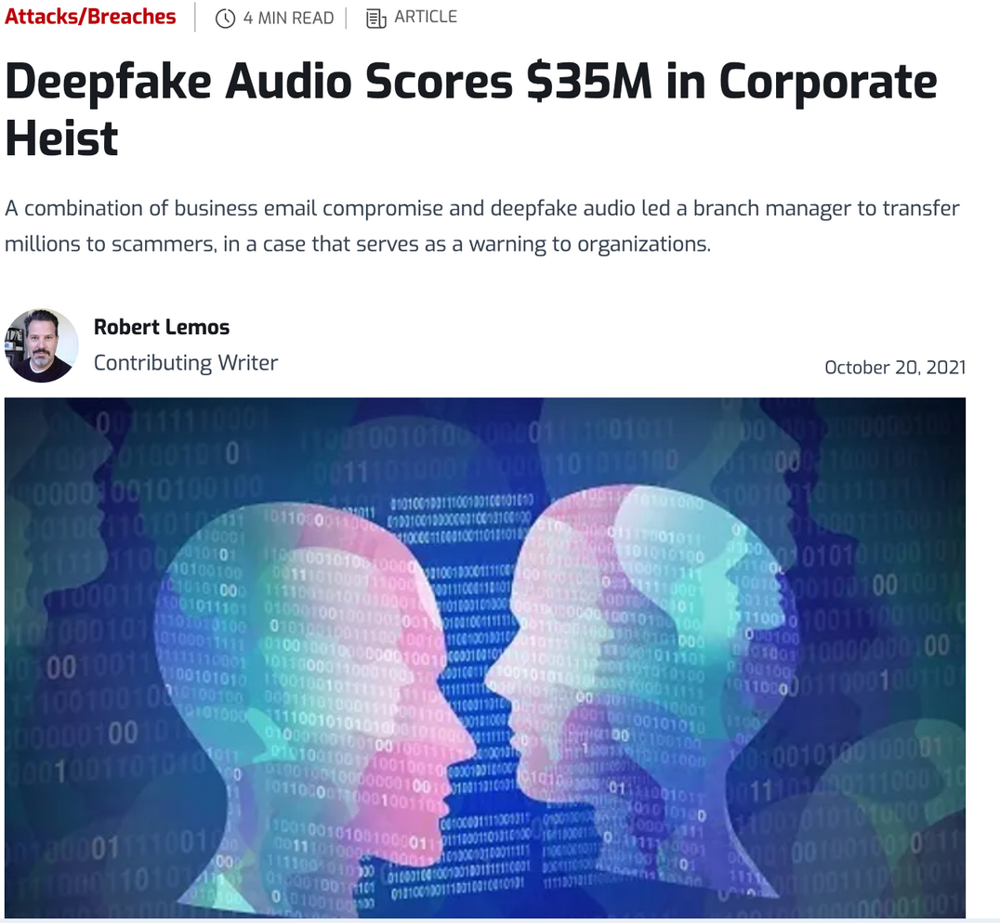 Attacks/Breaches 4 MIN READ ARTICLE
Deepfake Audio Scores $35M in Corporate
Heist
A combination of business email compromise and deepfake audio led a branch manager to transfer
millions to scammers, in a case that serves as a warning to organizations.
Robert Lemos
Contributing Writer
October 20, 2021